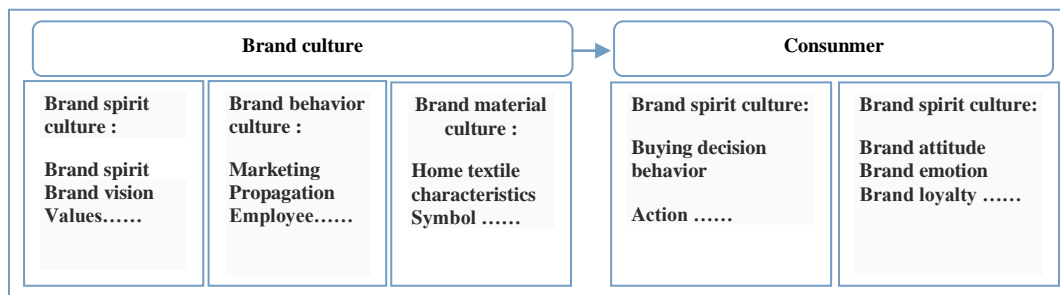 Brand culture
Consunmer
Brand spirit
culture :
Brand spirit
Brand vision
Values……
Brand behavior
culture :
Marketing
Propagation
Employee……
Brand material
culture :
Home textile
characteristics
Symbol ……
Brand spirit culture:
Buying decision
behavior
Action ……
Brand spirit culture:
Brand attitude
Brand emotion
Brand loyalty ……